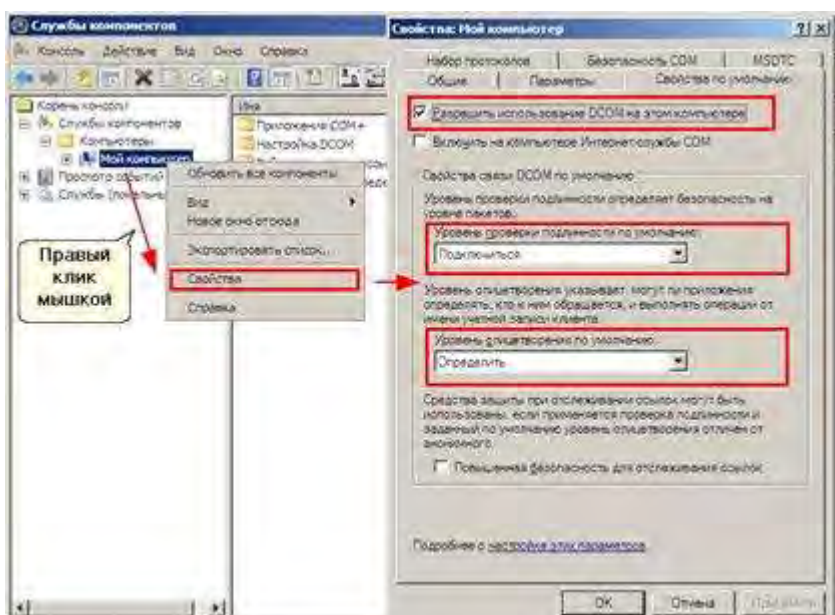 Службы компонентов
Консоль Действие Вид Окно Справка
Корень консоли
Службы компонентов
Компьютеры
Мой компьютер
Просмотр событий
Службы (локальны
Имя
Приложения COM+
Настройка DCOM
Обновить все компоненты
Вид
Новое окно отсюда
Экспортировать список...
Свойства
Справка
Правый
клик
мышкой
Свойства: Мой компьютер
Набор протоколов
Безопасность COM
MSDTC
Общие
Параметры
Свойства по умолчанию
Разрешить использование DCOM на этом компьютере
Включить на компьютере Интернет-службы COM
Свойства связи DCOM по умолчанию
Уровень проверки подлинности определяет безопасность на
уровне пакетов.
Уровень проверки подлинности по умолчанию:
Подключиться
Уровень олицетворения указывает, могут ли приложения
определять, кто к ним обращается, и выполнять операции от
имени учетной записи клиента.
Уровень олицетворения по умолчанию:
Определить
Средства защиты при отслеживании ссылок могут быть
использованы, если применяется проверка подлинности и
заданный по умолчанию уровень олицетворения отличен от
анонимного.
Повышенная безопасность для отслеживания ссылок
Подробнее о настройке этих параметров.
OK
Отмена
Применить